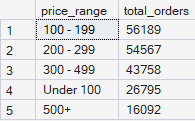 price_range total_orders
1 100 - 199 56189
2 200 - 299 54567
3 300 - 499 43758
4 Under 100 26795
5 500+ 16092